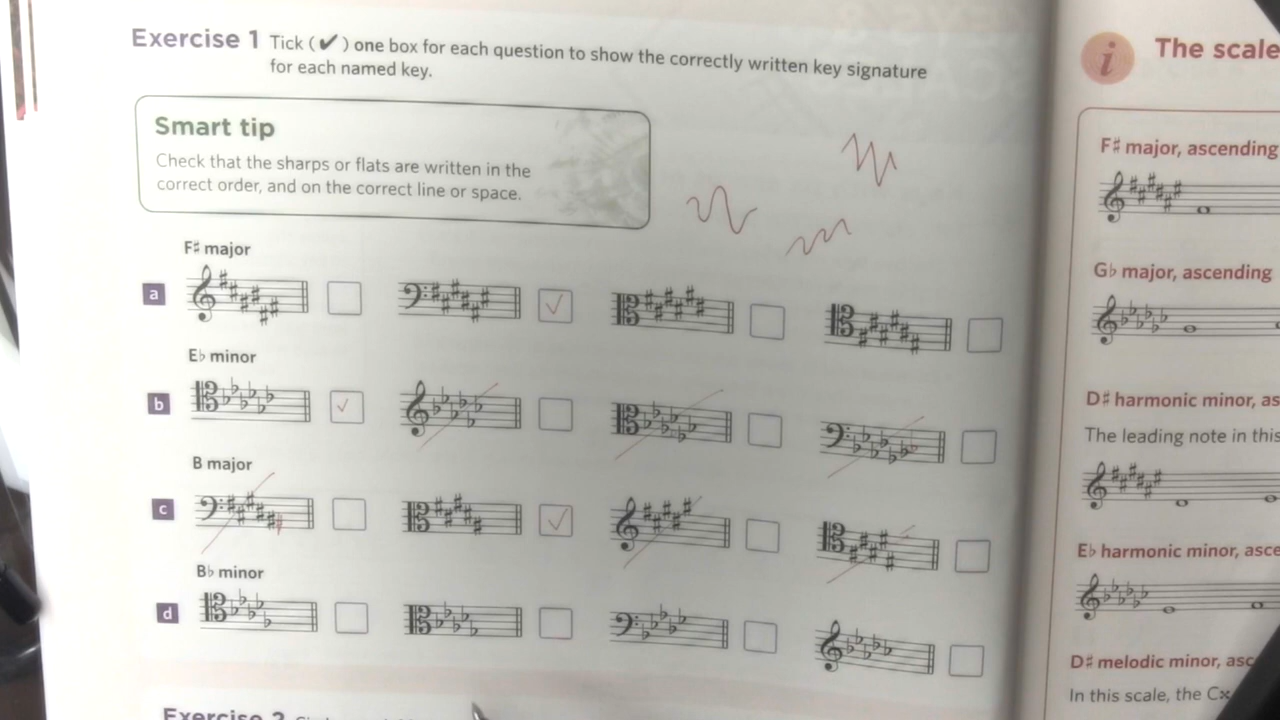 Exercise 1 Tick (✔) one box for each question to show the correctly written key signature
for each named key.
Smart tip
Check that the sharps or flats are written in the
correct order, and on the correct line or space.
F♯ major
a
E♭ minor
b
B major
c
B♭ minor
d
Exercise 2
i The scale
F♯ major, ascending
G♭ major, ascending
D♯ harmonic minor, as
The leading note in this
E♭ harmonic minor, asce
D♯ melodic minor, asc
In this scale, the C𝄪